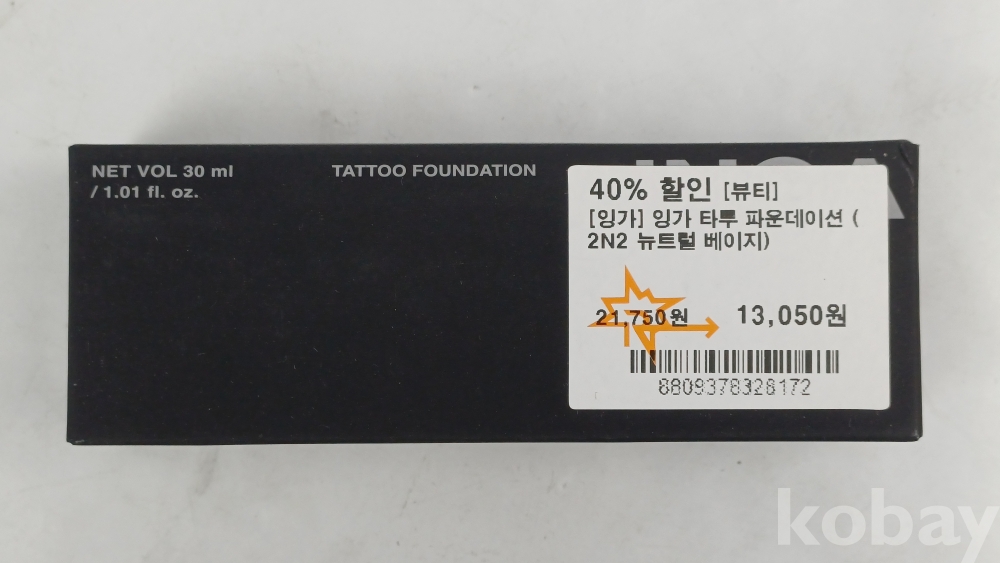 NET VOL 30 ml
/ 1.01 fl. oz.
TATTOO FOUNDATION
40% 할인 [뷰티]
[잉가] 잉가 타투 파운데이션 (
2N2 뉴트럴 베이지)
21,750원
13,050원
8809378328172
kobay